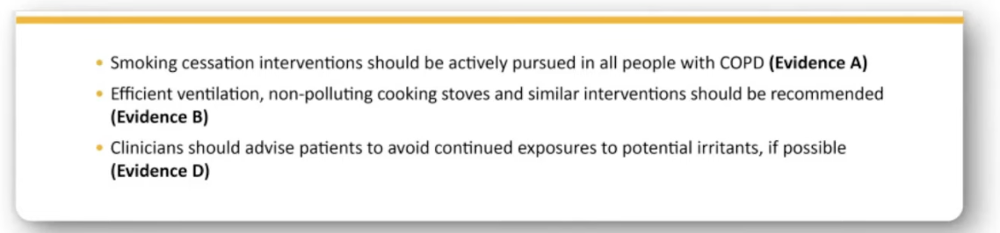 • Smoking cessation interventions should be actively pursued in all people with COPD (Evidence A)
• Efficient ventilation, non-polluting cooking stoves and similar interventions should be recommended
(Evidence B)
• Clinicians should advise patients to avoid continued exposures to potential irritants, if possible
(Evidence D)